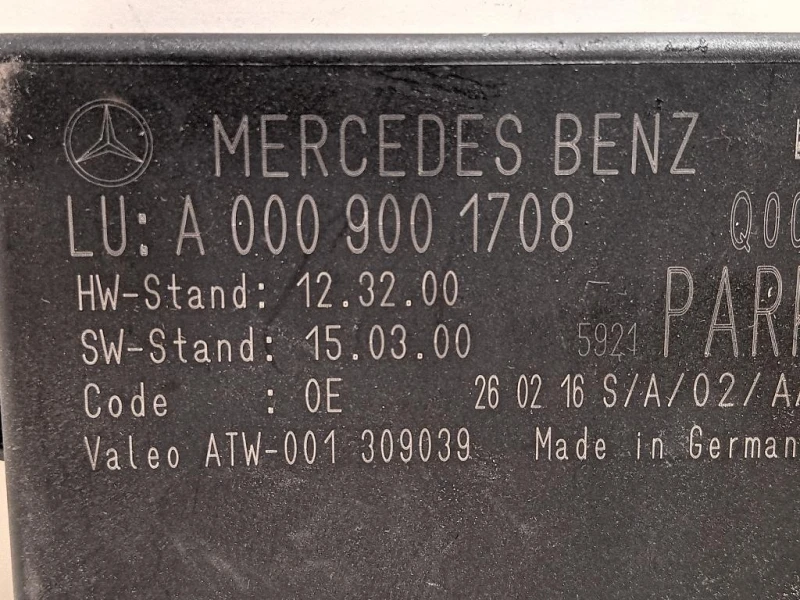 MERCEDES BENZ
LU: A 000 900 1708
HW-Stand: 12.32.00
SW-Stand: 15.03.00 5921
Code : 0E 26 02 16 S/A/02/
Valeo ATW-001 309039 Made in German